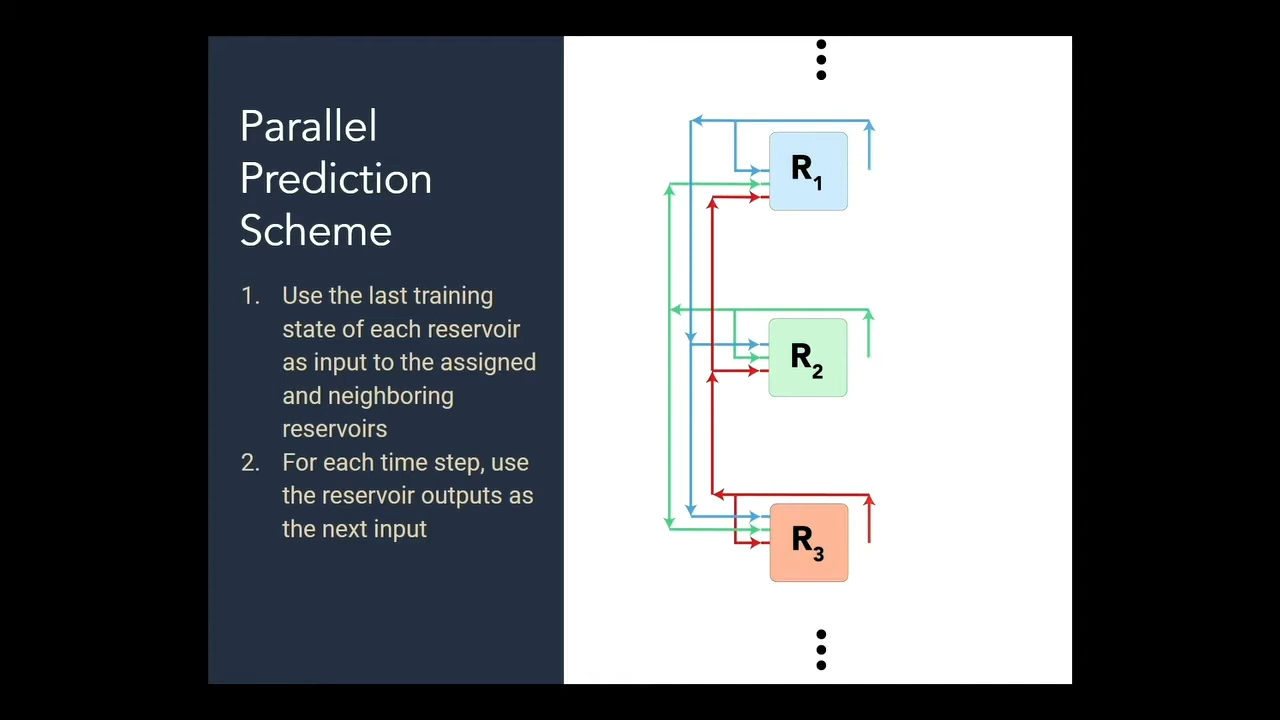 Parallel
Prediction
Scheme
1. Use the last training
state of each reservoir
as input to the assigned
and neighboring
reservoirs
2. For each time step, use
the reservoir outputs as
the next input
R1
R2
R3